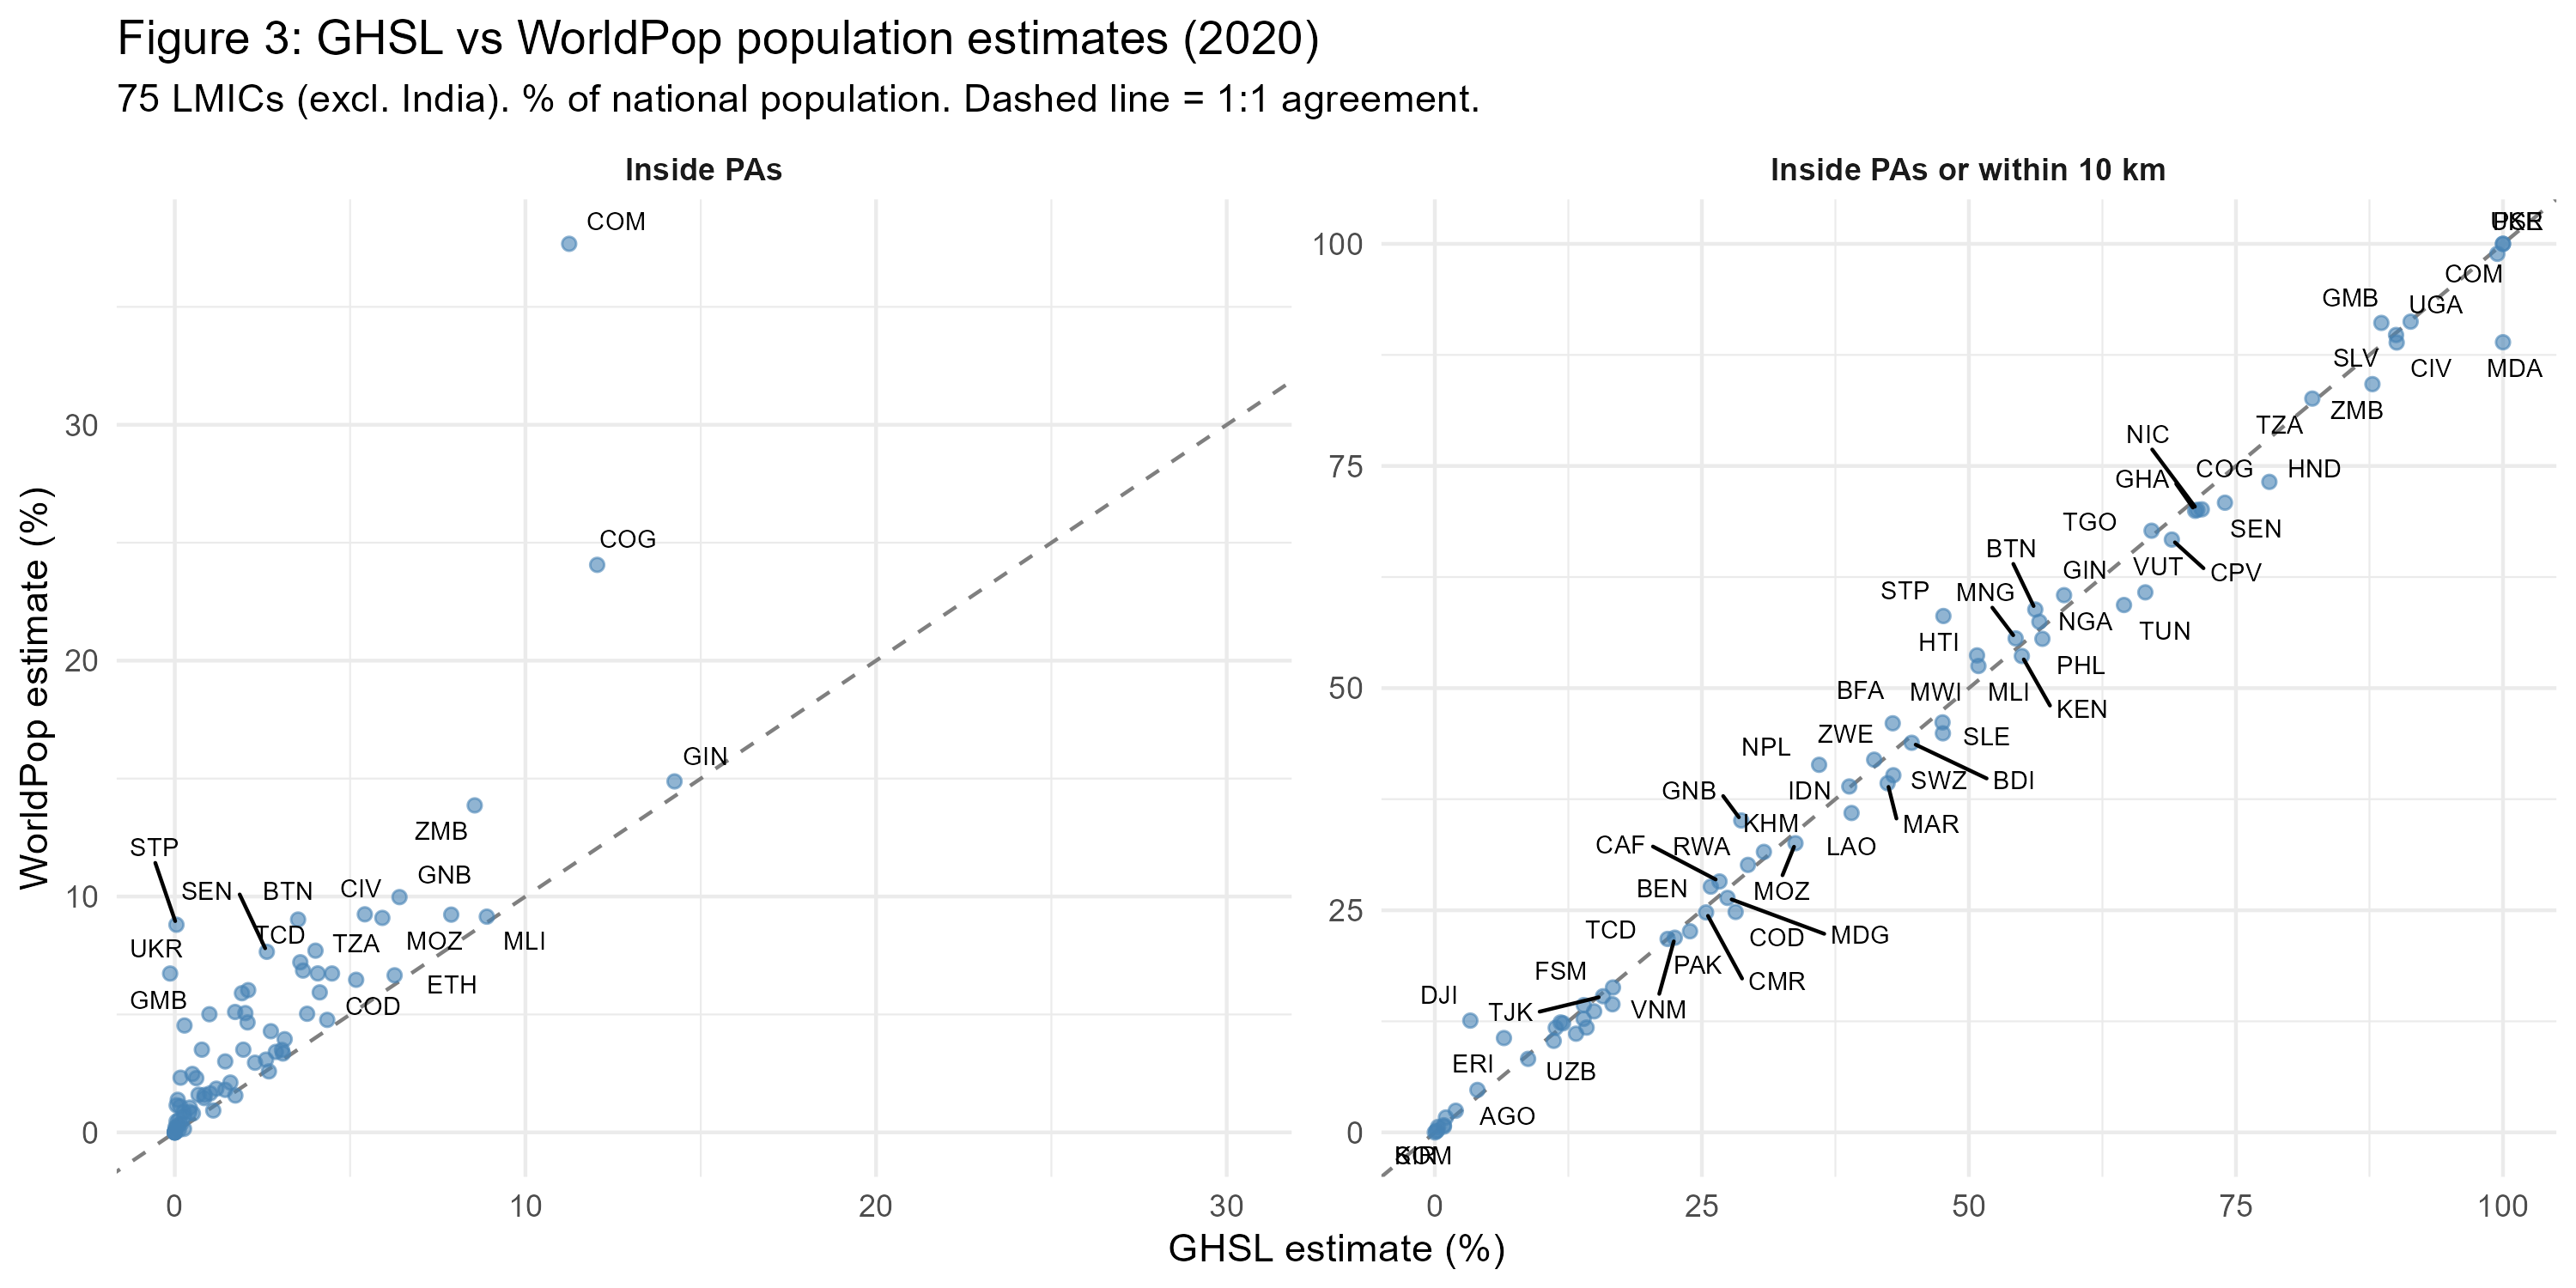 Figure 3: GHSL vs WorldPop population estimates (2020)
75 LMICs (excl. India). % of national population. Dashed line = 1:1 agreement.
Inside PAs
Inside PAs or within 10 km
WorldPop estimate (%)
30
20
10
0
COM
COG
GIN
ZMB
STP
GNB
SEN
BTN
CIV
TCD
TZA
MOZ
MLI
UKR
ETH
GMB
COD
0
10
20
30
100
75
50
25
0
COM
GMB
UGA
SLV
CIV
MDA
ZMB
TZA
NIC
COG
HND
GHA
TGO
SEN
BTN
GIN
VUT
CPV
STP
MNG
NGA
TUN
HTI
PHL
BFA
MWI
MLI
KEN
ZWE
SLE
NPL
IDN
SWZ
BDI
GNB
KHM
MAR
CAF
RWA
LAO
BEN
MOZ
TCD
COD
MDG
FSM
PAK
CMR
DJI
TJK
VNM
ERI
UZB
AGO
0
25
50
75
100
GHSL estimate (%)